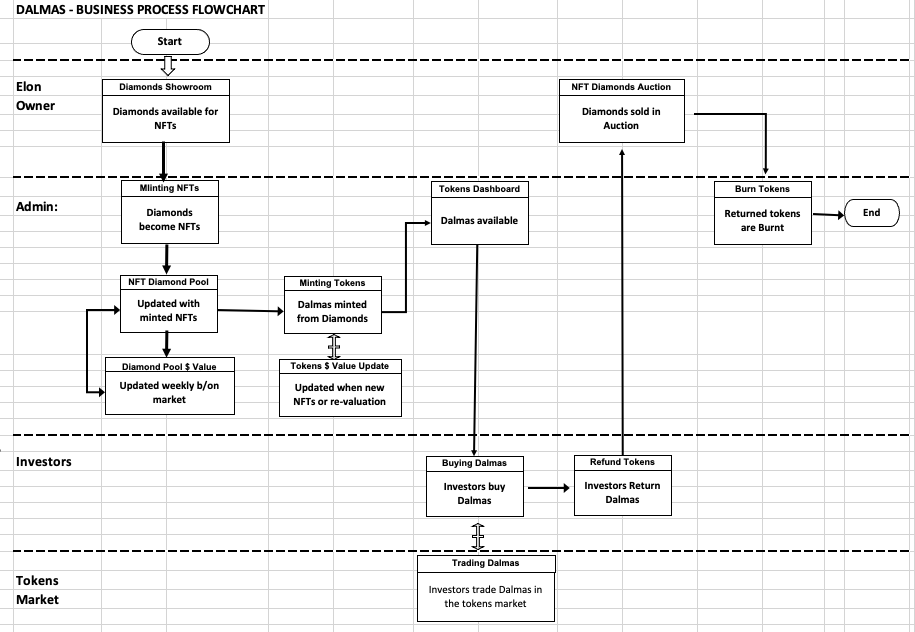 DALMAS - BUSINESS PROCESS FLOWCHART
Start
Elon
Owner
Diamonds Showroom
Diamonds available for
NFTs
NFT Diamonds Auction
Diamonds sold in
Auction
Admin:
MIinting NFTs
Diamonds
become NFTs
Tokens Dashboard
Dalmas available
Burn Tokens
Returned tokens
are Burnt
End
NFT Diamond Pool
Updated with
minted NFTs
Minting Tokens
Dalmas minted
from Diamonds
Diamond Pool $ Value
Updated weekly b/on
market
Tokens $ Value Update
Updated when new
NFTs or re-valuation
Investors
Buying Dalmas
Investors buy
Dalmas
Refund Tokens
Investors Return
Dalmas
Tokens
Market
Trading Dalmas
Investors trade Dalmas in
the tokens market